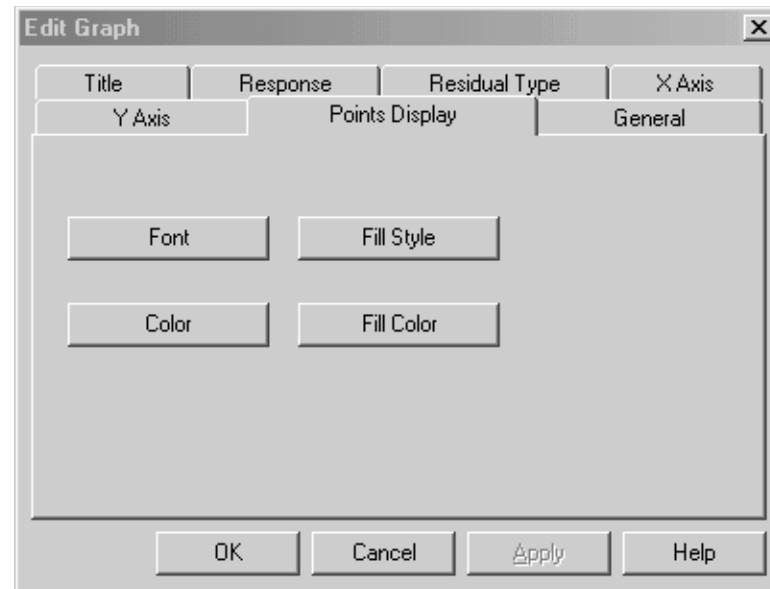 Edit Graph
Title Response Residual Type X Axis
Y Axis Points Display General
Font Fill Style
Color Fill Color
OK Cancel Apply Help